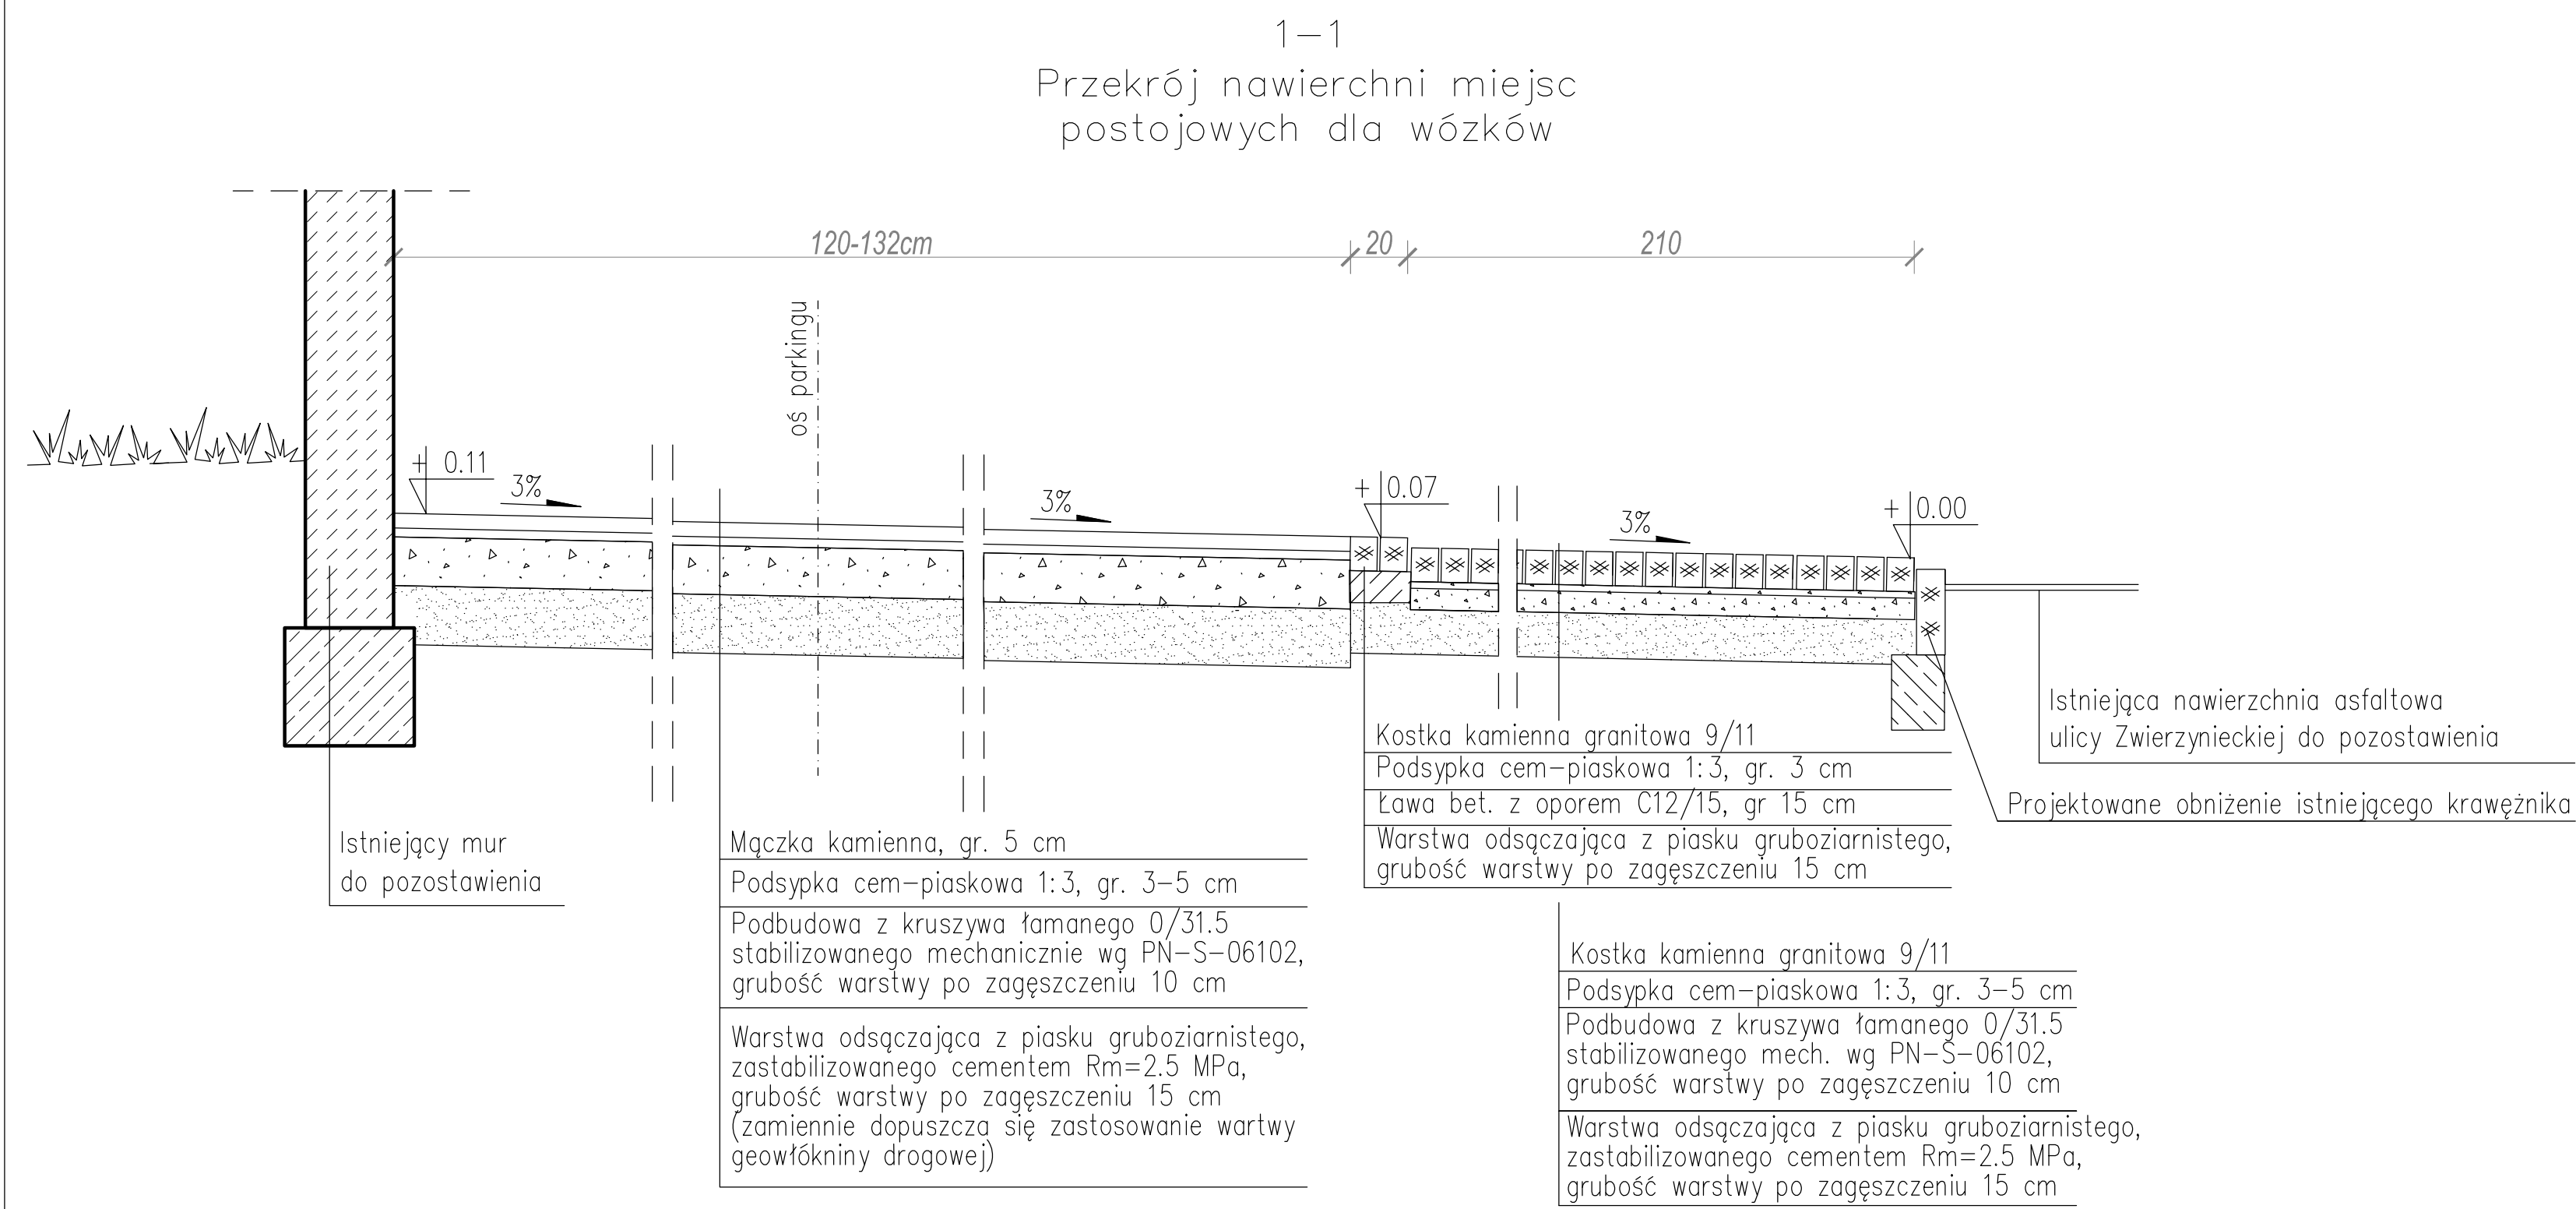 1-1
Przekrój nawierchni miejsc
postojowych dla wózków
120-132cm
20
210
oś parkingu
+ 0.11
3%
3%
+ 0.07
3%
+ 0.00
Istniejąca nawierzchnia asfaltowa
ulicy Zwierzynieckiej do pozostawienia
Projektowane obniżenie istniejącego krawężnika
Kostka kamienna granitowa 9/11
Podsypka cem-piaskowa 1:3, gr. 3 cm
Ława bet. z oporem C12/15, gr 15 cm
Warstwa odsączająca z piasku gruboziarnistego,
grubość warstwy po zagęszczeniu 15 cm
Istniejący mur
do pozostawienia
Mączka kamienna, gr. 5 cm
Podsypka cem-piaskowa 1:3, gr. 3-5 cm
Podbudowa z kruszywa łamanego 0/31.5
stabilizowanego mechanicznie wg PN-S-06102,
grubość warstwy po zagęszczeniu 10 cm
Warstwa odsączająca z piasku gruboziarnistego,
zastabilizowanego cementem Rm=2.5 MPa,
grubość warstwy po zagęszczeniu 15 cm
(zamiennie dopuszcza się zastosowanie wartwy
geowłókniny drogowej)
Kostka kamienna granitowa 9/11
Podsypka cem-piaskowa 1:3, gr. 3-5 cm
Podbudowa z kruszywa łamanego 0/31.5
stabilizowanego mech. wg PN-S-06102,
grubość warstwy po zagęszczeniu 10 cm
Warstwa odsączająca z piasku gruboziarnistego,
zastabilizowanego cementem Rm=2.5 MPa,
grubość warstwy po zagęszczeniu 15 cm